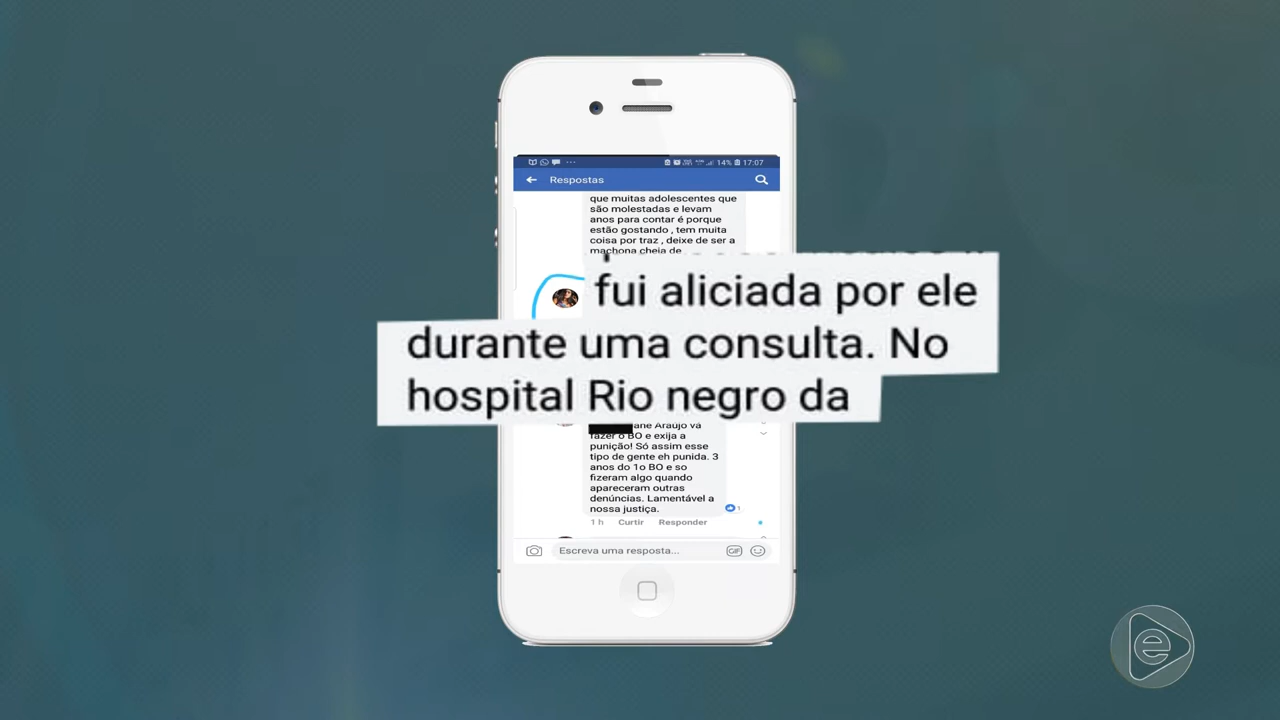 14% 17:07
Respostas
que muitas adolescentes que
são molestadas e levam
anos para contar é porque
estão gostando , tem muita
coisa por traz , deixe de ser a
machona cheia de
fui aliciada por ele
durante uma consulta. No
hospital Rio negro da
ane Araújo vá
fazer o BO e exija a
punição! Só assim esse
tipo de gente eh punida. 3
anos do 1o BO e so
fizeram algo quando
apareceram outras
denúncias. Lamentável a
nossa justiça.
1
1 h Curtir Responder
Escreva uma resposta... GIF
e